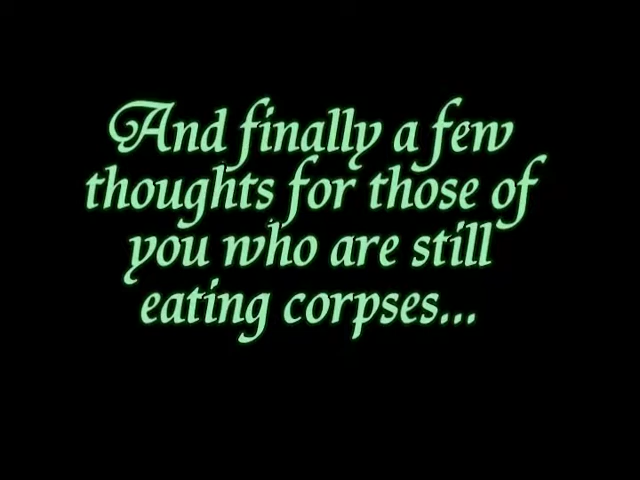 And finally a few
thoughts for those of
you who are still
eating corpses...